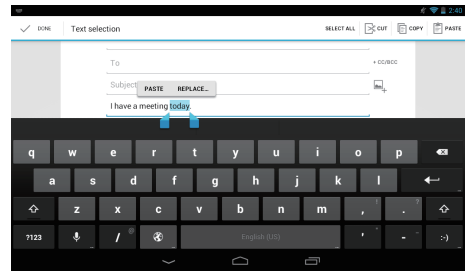 2:40
DONE Text selection SELECT ALL CUT COPY PASTE
To + CC/BCC
Subject
PASTE REPLACE...
I have a meeting today.
q w e r t y u i o p
a s d f g h j k l
z x c v b n m , ! . ?
?123 / @ English (US) ' " - _ :-)